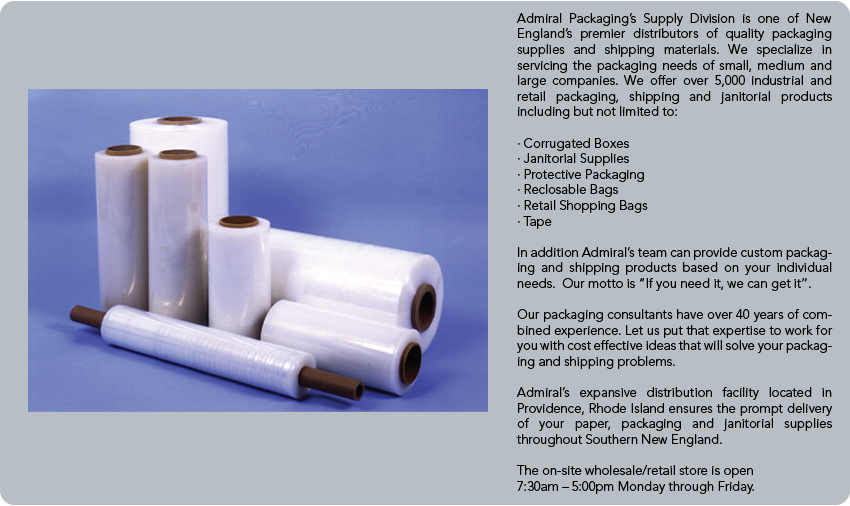 Admiral Packaging's Supply Division is one of New
England's premier distributors of quality packaging
supplies and shipping materials. We specialize in
servicing the packaging needs of small, medium and
large companies. We offer over 5,000 industrial and
retail packaging, shipping and janitorial products
including but not limited to:
· Corrugated Boxes
· Janitorial Supplies
· Protective Packaging
· Reclosable Bags
· Retail Shopping Bags
· Tape
In addition Admiral's team can provide custom packag-
ing and shipping products based on your individual
needs.  Our motto is "If you need it, we can get it".
Our packaging consultants have over 40 years of com-
bined experience. Let us put that expertise to work for
you with cost effective ideas that will solve your packag-
ing and shipping problems.
Admiral's expansive distribution facility located in
Providence, Rhode Island ensures the prompt delivery
of your paper, packaging and janitorial supplies
throughout Southern New England.
The on-site wholesale/retail store is open
7:30am – 5:00pm Monday through Friday.